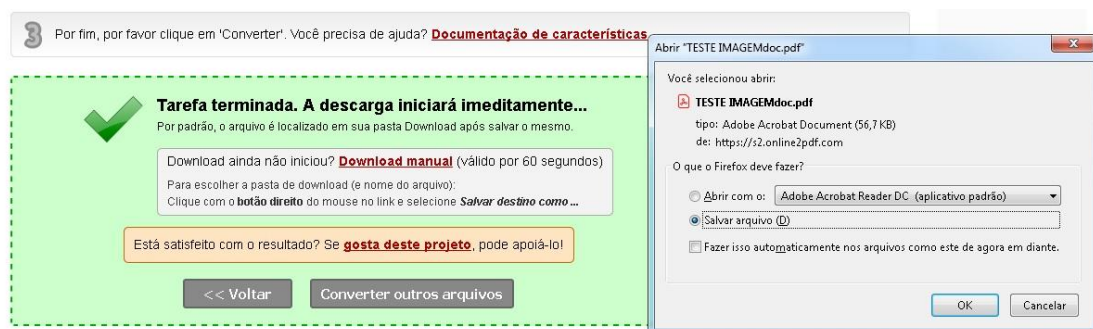 3 Por fim, por favor clique em 'Converter'. Você precisa de ajuda? Documentação de características
Tarefa terminada. A descarga iniciará imeditamente...
Por padrão, o arquivo é localizado em sua pasta Download após salvar o mesmo.
Download ainda não iniciou? Download manual (válido por 60 segundos)
Para escolher a pasta de download (e nome do arquivo):
Clique com o botão direito do mouse no link e selecione Salvar destino como ...
Está satisfeito com o resultado? Se gosta deste projeto, pode apoiá-lo!
<< Voltar
Converter outros arquivos
Abrir "TESTE IMAGEMdoc.pdf"
x
Você selecionou abrir:
TESTE IMAGEMdoc.pdf
tipo: Adobe Acrobat Document (56,7 KB)
de: https://s2.online2pdf.com
O que o Firefox deve fazer?
Abrir com o: Adobe Acrobat Reader DC (aplicativo padrão)
Salvar arquivo (D)
Fazer isso automaticamente nos arquivos como este de agora em diante.
OK
Cancelar